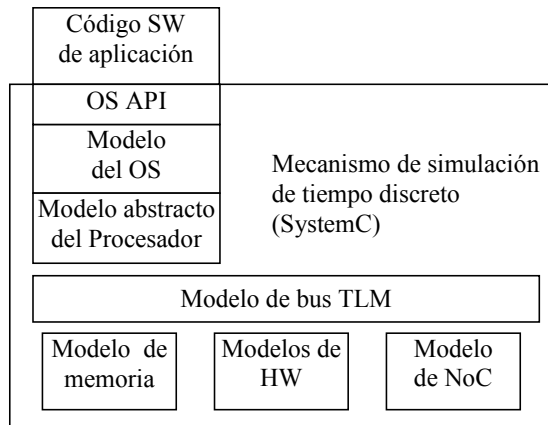 Código SW
de aplicación
OS API
Modelo
del OS
Modelo abstracto
del Procesador
Mecanismo de simulación
de tiempo discreto
(SystemC)
Modelo de bus TLM
Modelo de
memoria
Modelos de
HW
Modelo
de NoC